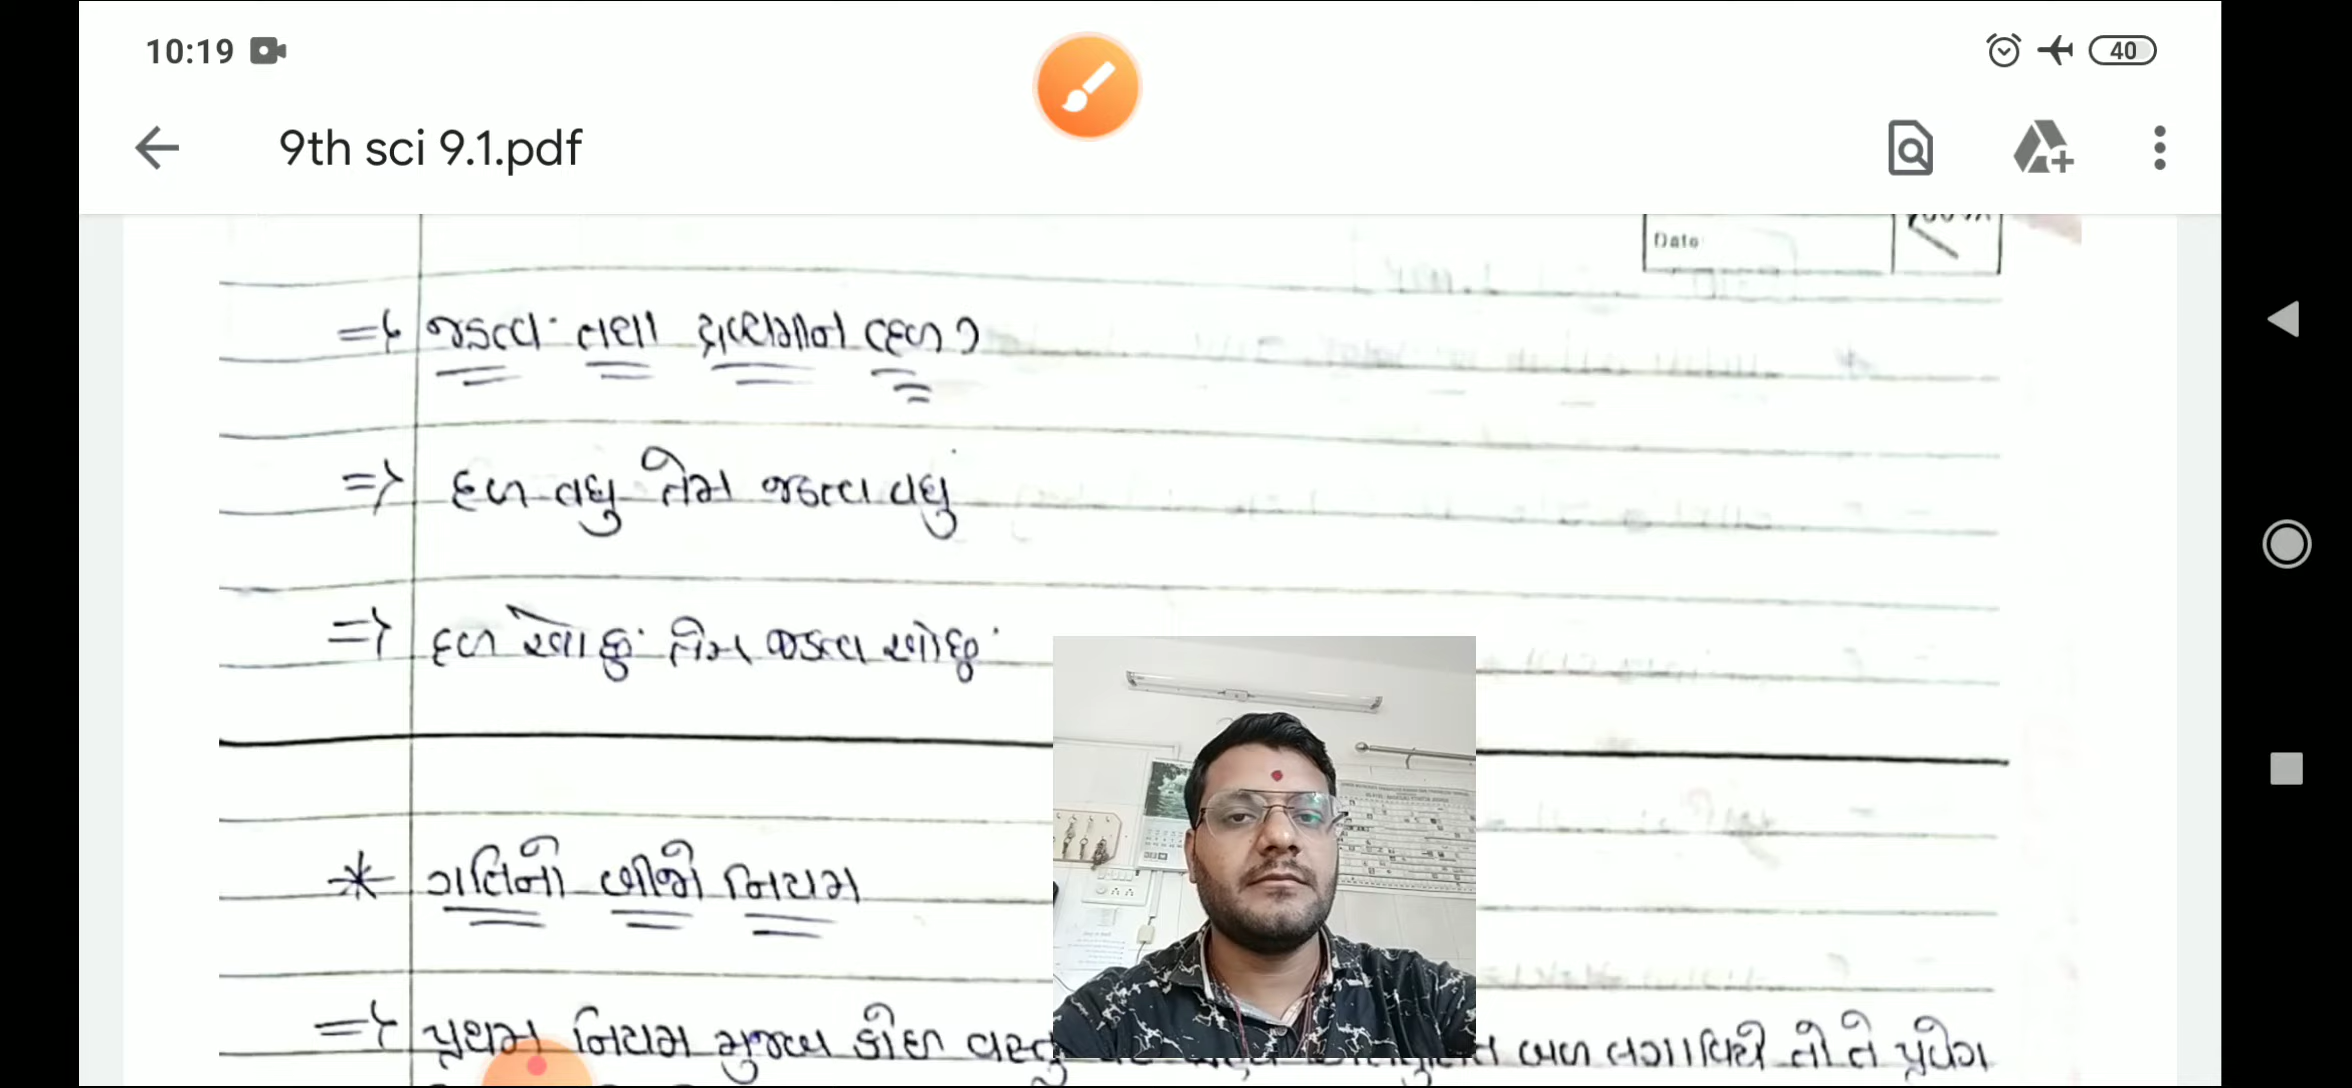 10:19
40
9th sci 9.1.pdf
Date
જડત્વ તથા દ્રવ્યમાન (દળ)
=> દળ વધુ તેમ જડત્વ વધુ
=> દળ ઓછું તેમ જડત્વ ઓછું
* ગતિનો બીજો નિયમ
=> પ્રથમ નિયમ મુજબ કોઇ વસ્તુ બળ લગાવિથી તો તે પ્રવેગ